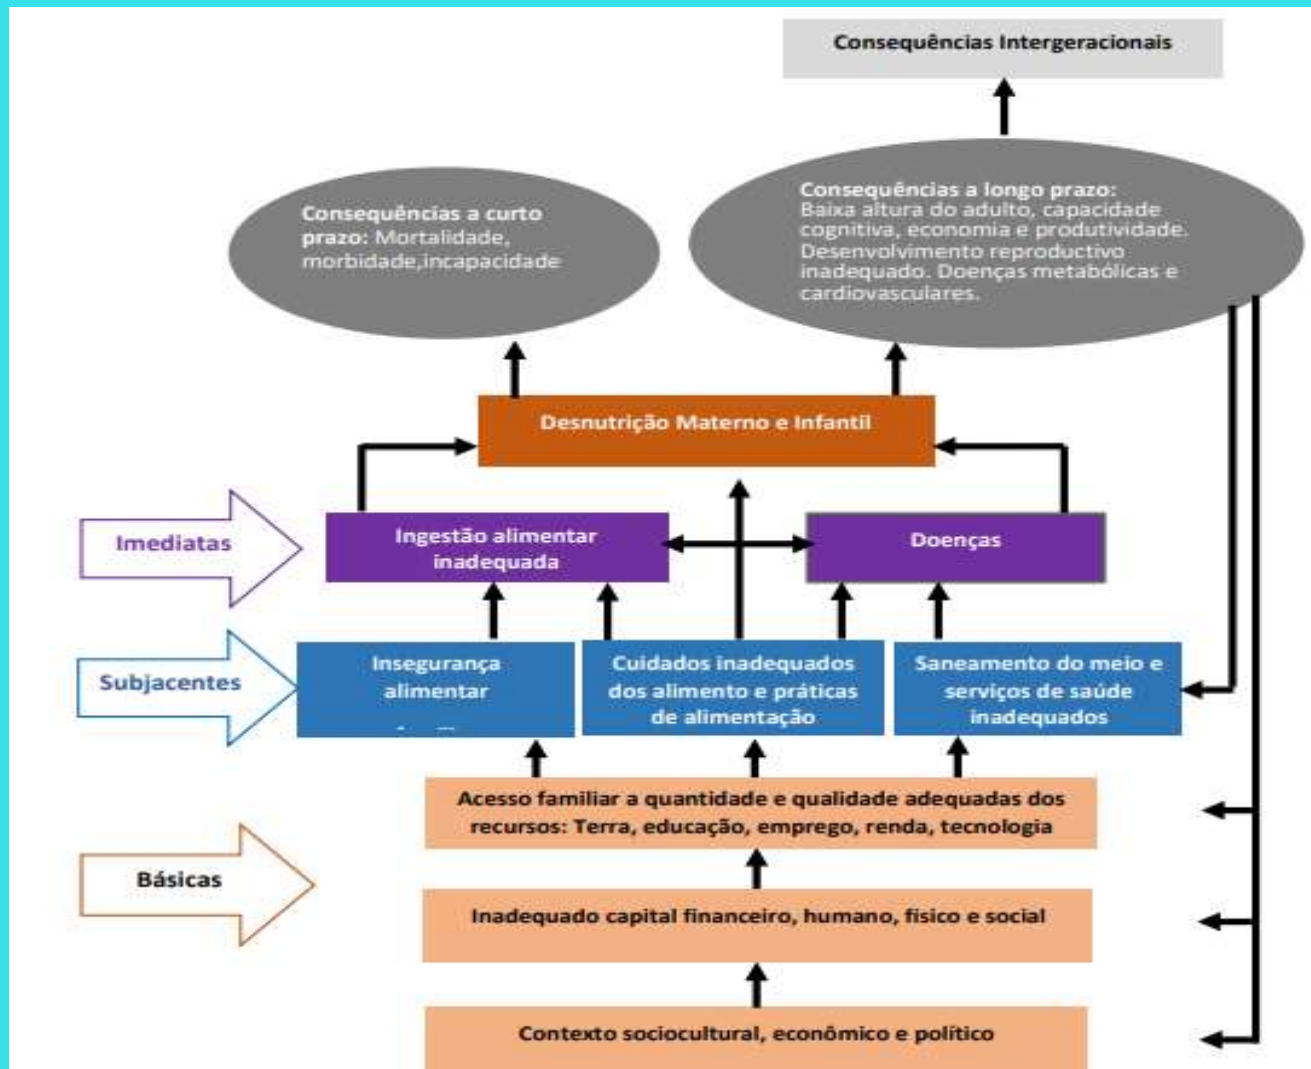 Consequências Intergeracionais
Consequências a curto
prazo: Mortalidade,
morbidade,incapacidade
Consequências a longo prazo:
Baixa altura do adulto, capacidade
cognitiva, economia e produtividade.
Desenvolvimento reproductivo
inadequado. Doenças metabólicas e
cardiovasculares.
Desnutrição Materno e Infantil
Imediatas
Ingestão alimentar
inadequada
Doenças
Subjacentes
Insegurança
alimentar
Cuidados inadequados
dos alimento e práticas
de alimentação
Saneamento do meio e
serviços de saúde
inadequados
Básicas
Acesso familiar a quantidade e qualidade adequadas dos
recursos: Terra, educação, emprego, renda, tecnologia
Inadequado capital financeiro, humano, fisico e social
Contexto sociocultural, econômico e político